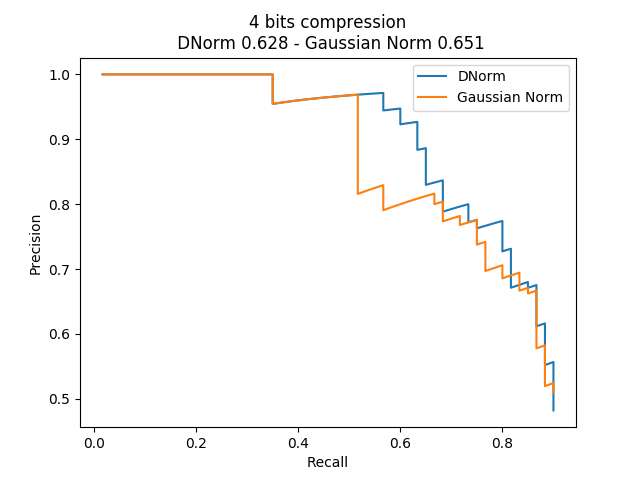 4 bits compression
DNorm 0.628 - Gaussian Norm 0.651
DNorm
Gaussian Norm
1.0
0.9
0.8
0.7
0.6
0.5
Precision
0.0 0.2 0.4 0.6 0.8
Recall